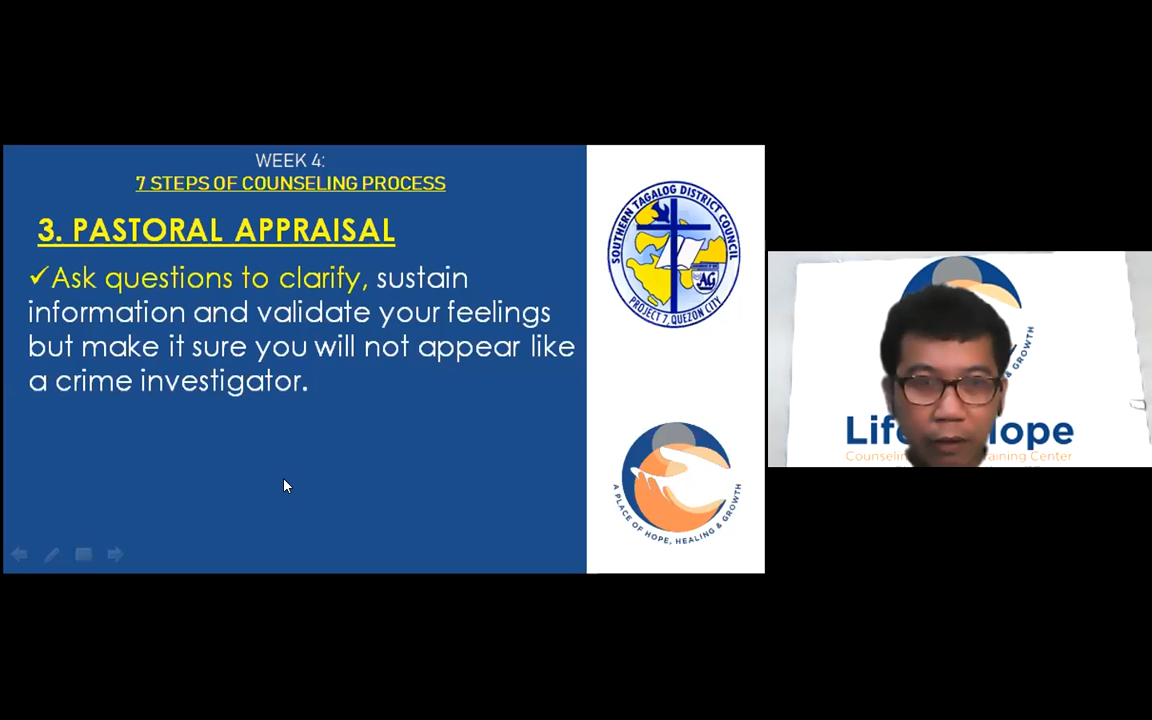 WEEK 4:
7 STEPS OF COUNSELING PROCESS
3. PASTORAL APPRAISAL
✓Ask questions to clarify, sustain
information and validate your feelings
but make it sure you will not appear like
a crime investigator.
SOUTHERN TAGALOG DISTRICT COUNCIL
AG
PROJECT 7, QUEZON CITY
A PLACE OF HOPE, HEALING & GROWTH
& GROWTH